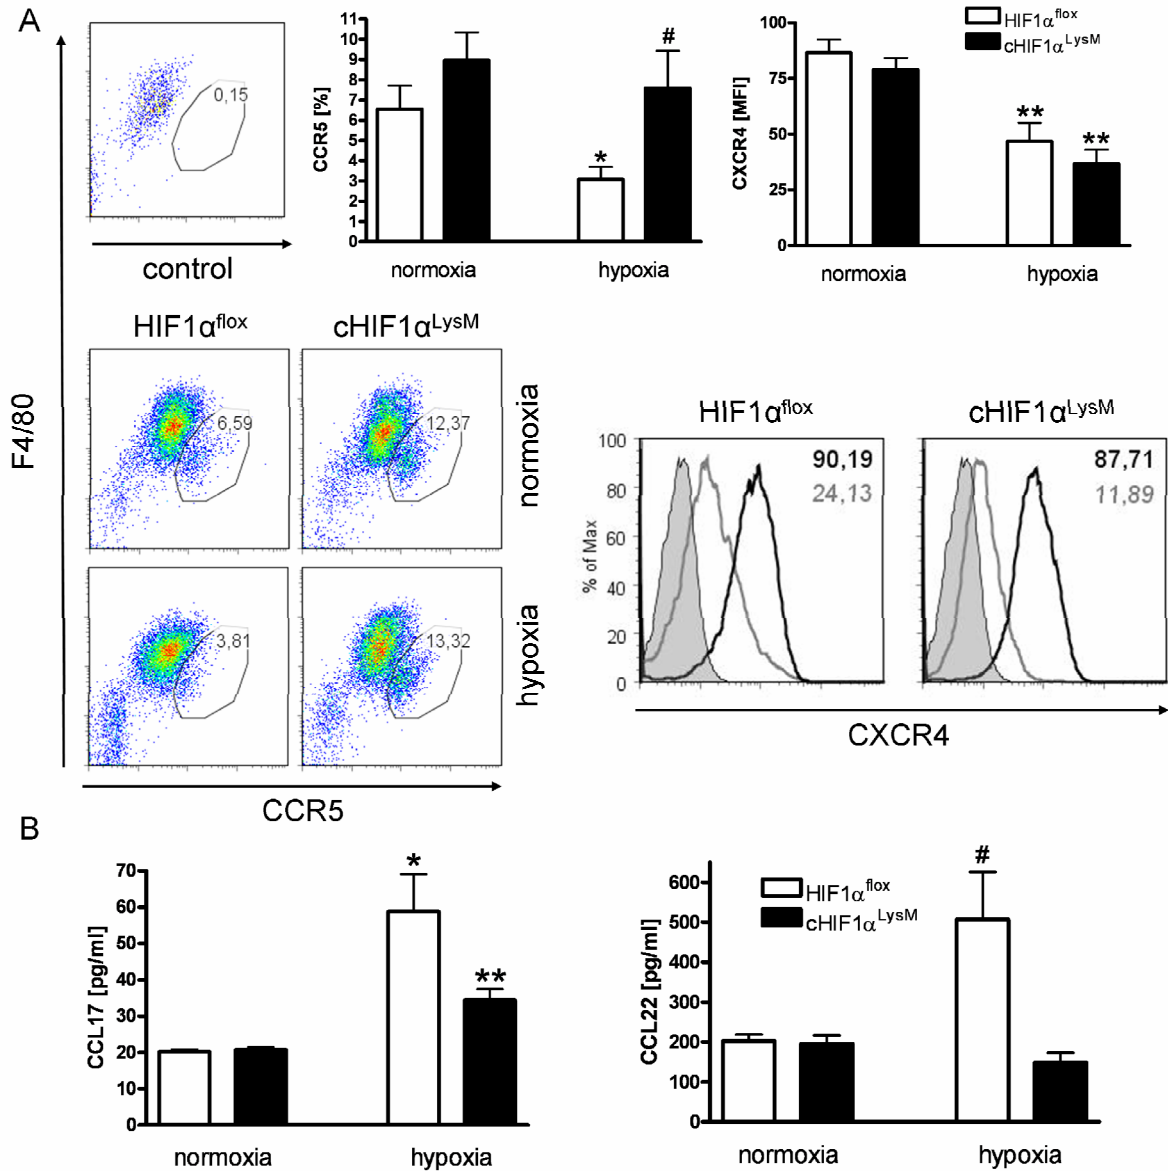 A
F4/80
0,15
control
CCR5 [%]
11
10
9
8
7
6
5
4
3
2
1
0
*
#
normoxia
hypoxia
CXCR4 [MFI]
100
75
50
25
0
**
**
normoxia
hypoxia
HIF1α^flox
cHIF1α^LysM
HIF1α^flox
cHIF1α^LysM
6,59
12,37
normoxia
3,81
13,32
hypoxia
CCR5
HIF1α^flox
cHIF1α^LysM
% of Max
100
80
60
40
20
0
90,19
24,13
87,71
11,89
CXCR4
B
CCL17 [pg/ml]
70
60
50
40
30
20
10
0
*
**
normoxia
hypoxia
CCL22 [pg/ml]
600
500
400
300
200
100
0
HIF1α^flox
cHIF1α^LysM
#
normoxia
hypoxia